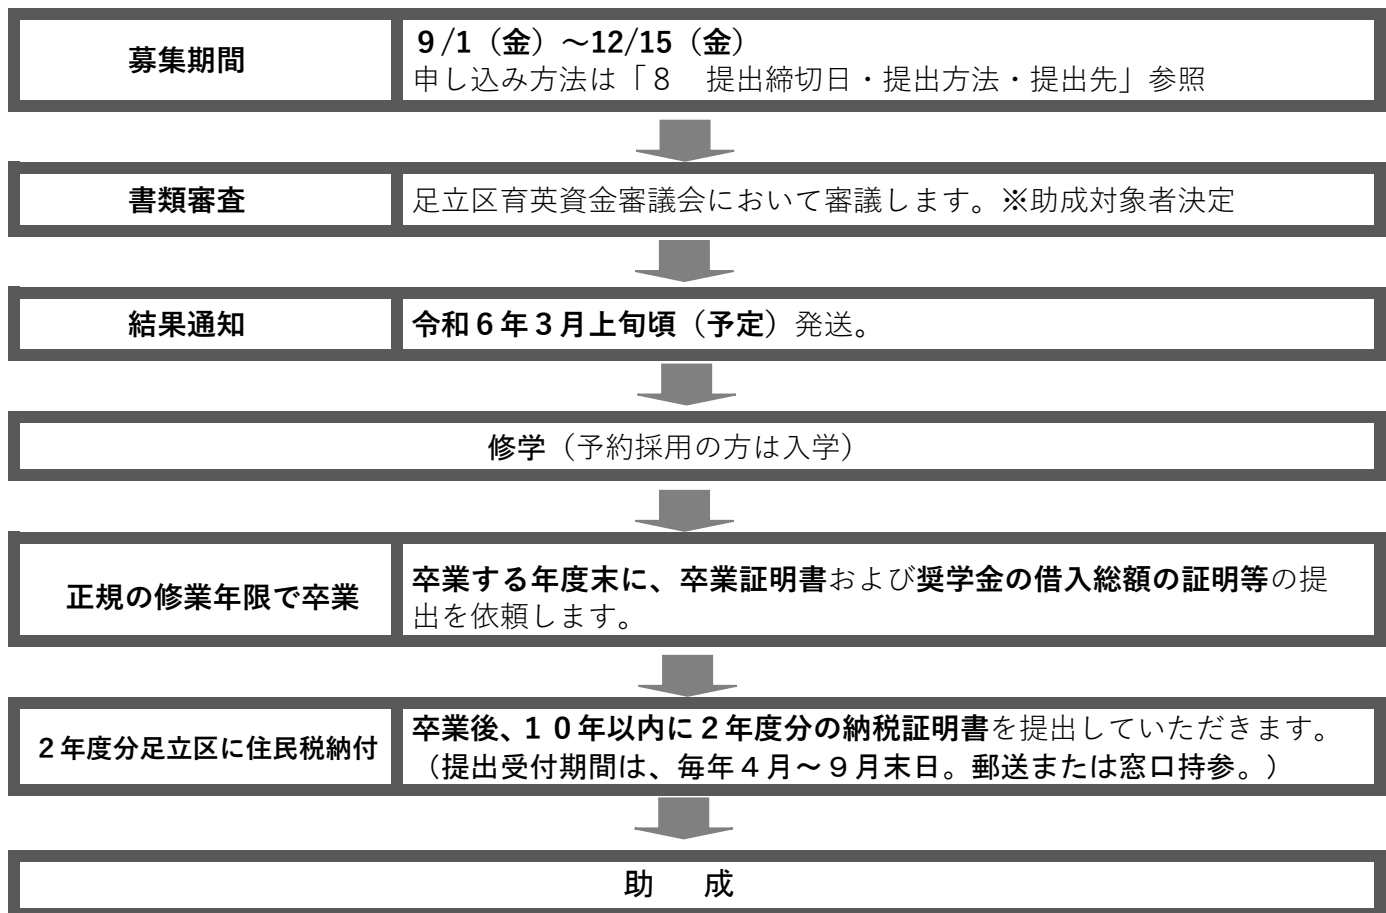 募集期間
９/1（金）～12/15（金）
申し込み方法は「８　提出締切日・提出方法・提出先」参照
書類審査
足立区育英資金審議会において審議します。※助成対象者決定
結果通知
令和６年３月上旬頃（予定）発送。
修学（予約採用の方は入学）
正規の修業年限で卒業
卒業する年度末に、卒業証明書および奨学金の借入総額の証明等の提
出を依頼します。
２年度分足立区に住民税納付
卒業後、１０年以内に２年度分の納税証明書を提出していただきます。
（提出受付期間は、毎年４月～９月末日。郵送または窓口持参。）
助　成